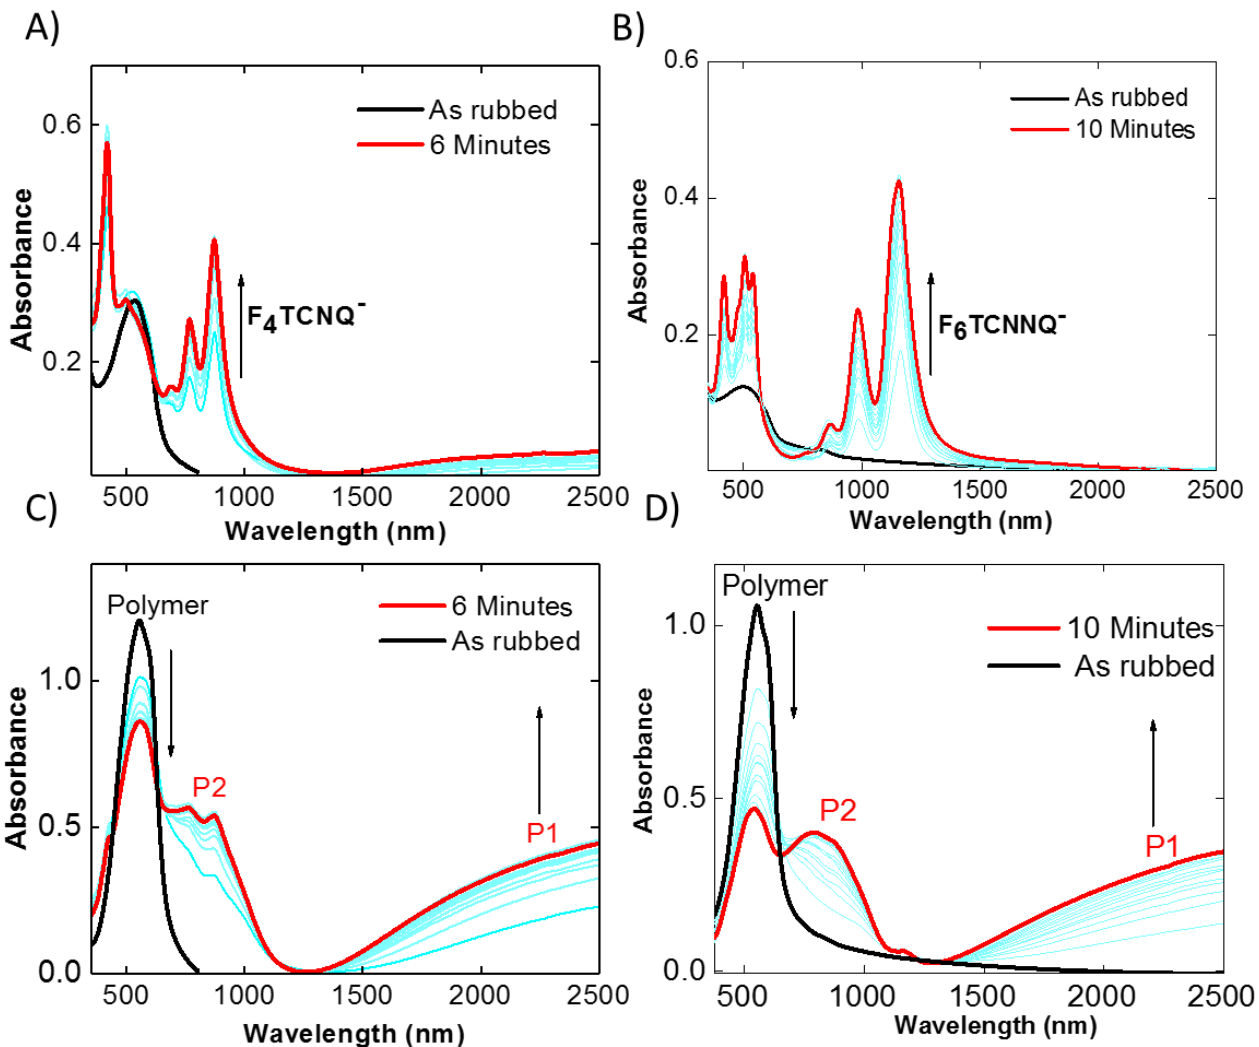 A)
As rubbed
6 Minutes
F4TCNQ-
Absorbance
0.6
0.4
0.2
500 1000 1500 2000 2500
Wavelength (nm)
B)
As rubbed
10 Minutes
F6TCNNQ-
Absorbance
0.6
0.4
0.2
500 1000 1500 2000 2500
Wavelength (nm)
C)
Polymer
6 Minutes
As rubbed
P2
P1
Absorbance
1.0
0.5
0.0
500 1000 1500 2000 2500
Wavelength (nm)
D)
Polymer
10 Minutes
As rubbed
P2
P1
Absorbance
1.0
0.5
0.0
500 1000 1500 2000 2500
Wavelength (nm)